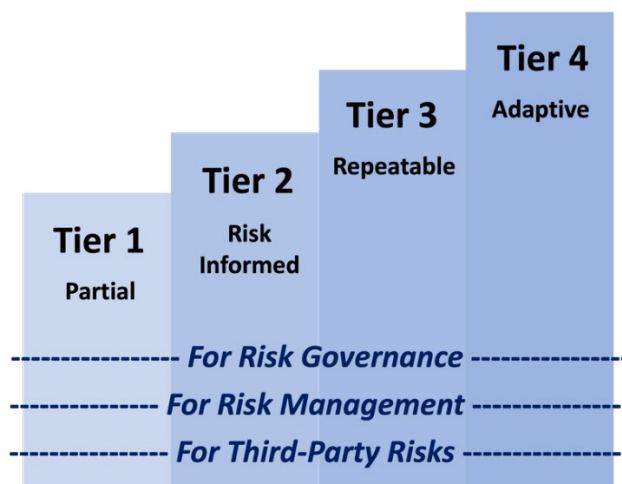 Tier 1
Partial
Tier 2
Risk
Informed
Tier 3
Repeatable
Tier 4
Adaptive
For Risk Governance
For Risk Management
For Third-Party Risks